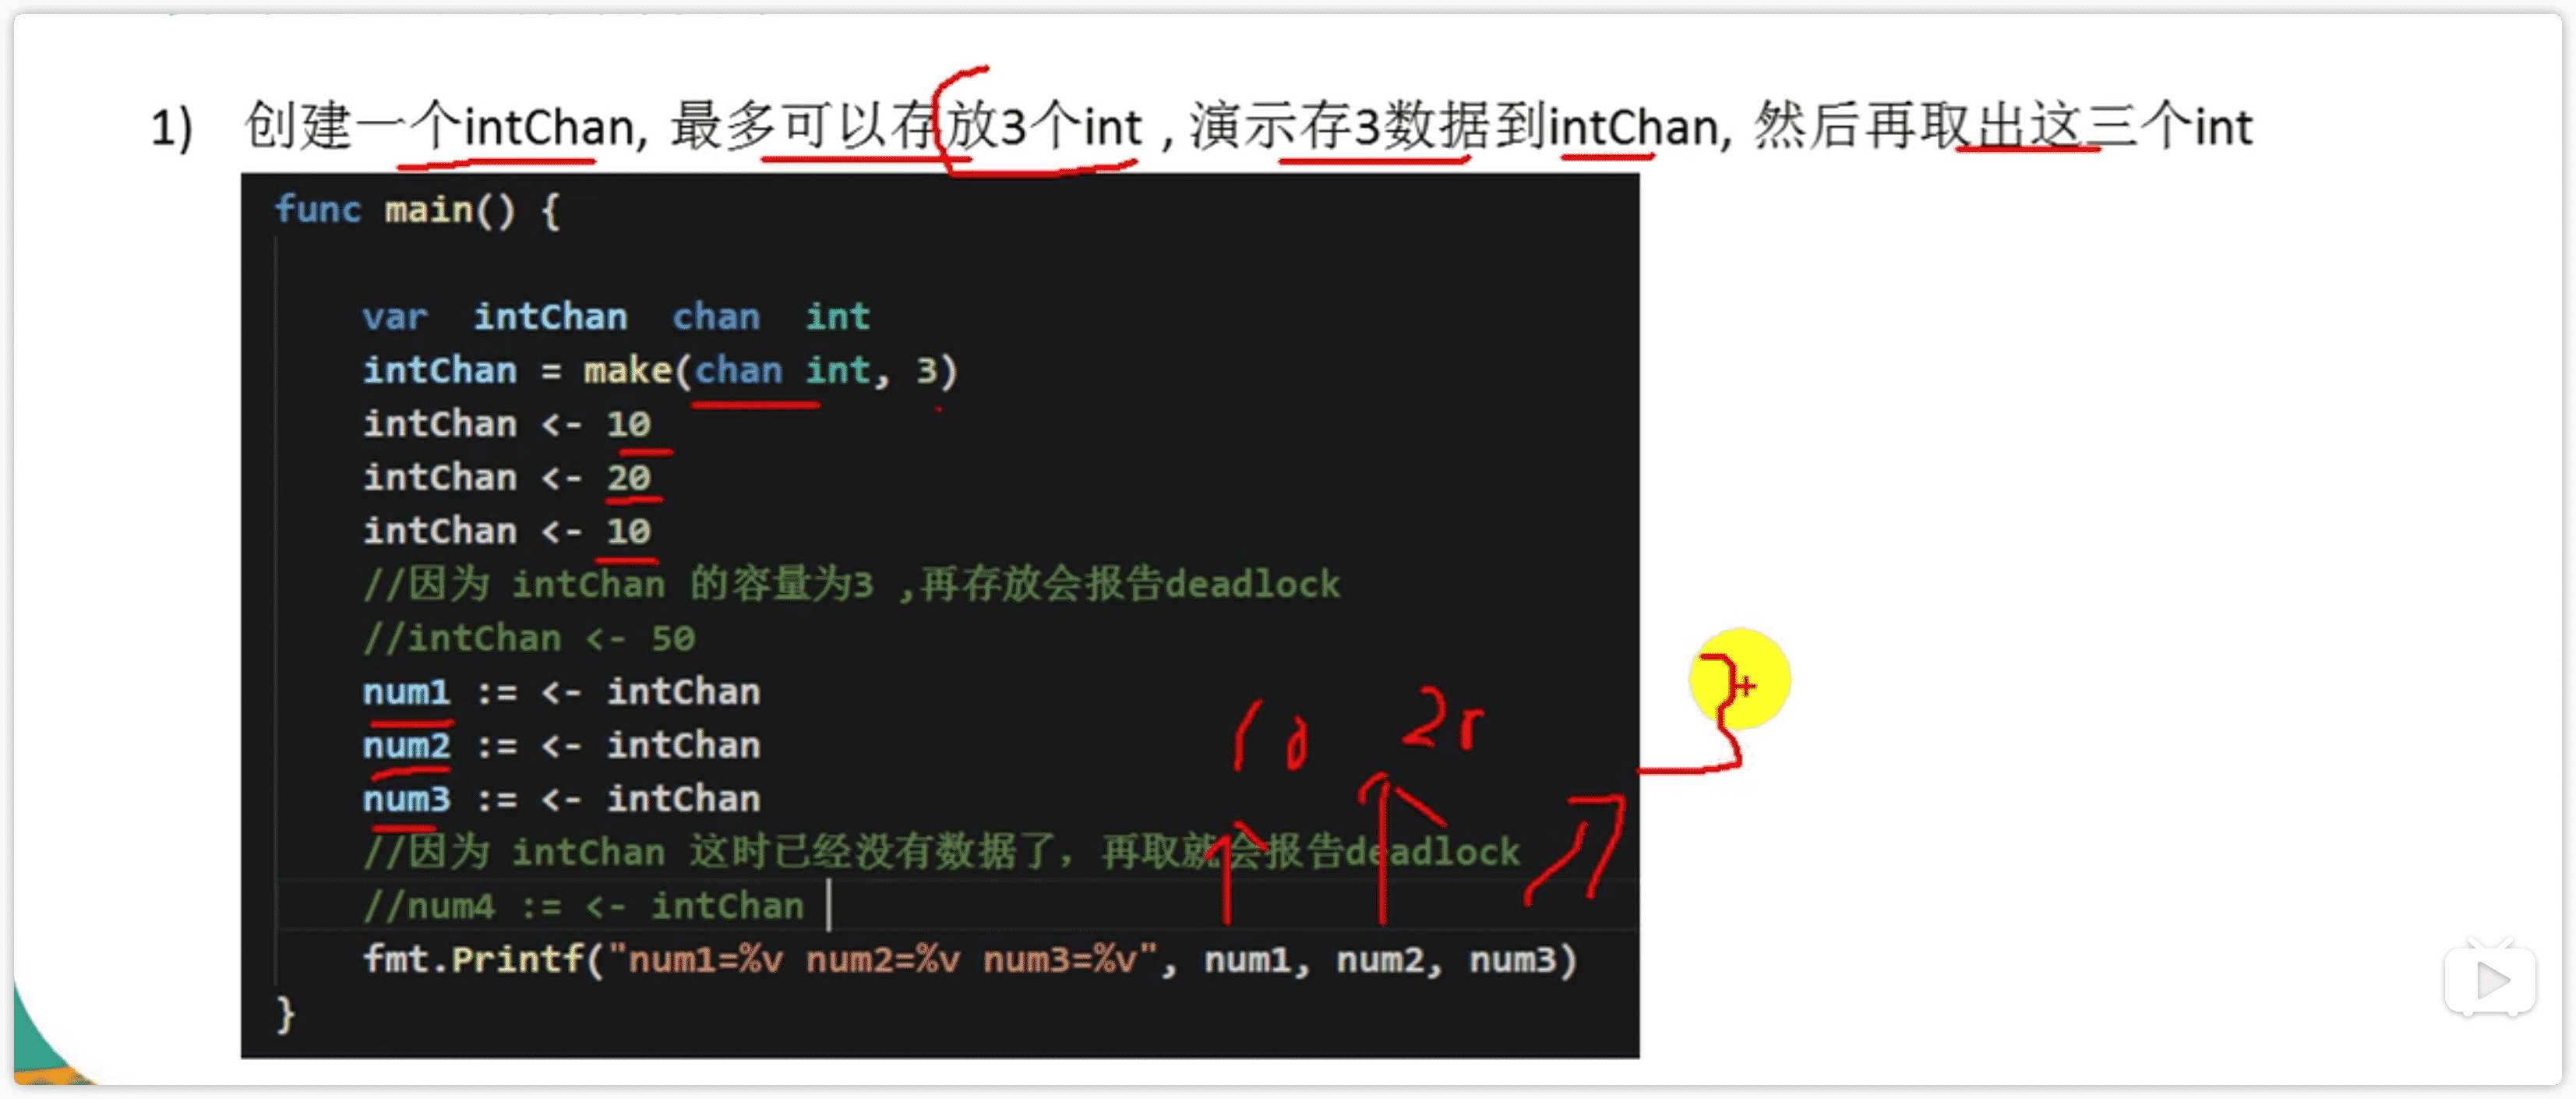 1) 创建一个intChan, 最多可以存放3个int , 演示存3数据到intChan, 然后再取出这三个int
func main() {
var intChan chan int
intChan = make(chan int, 3)
intChan <- 10
intChan <- 20
intChan <- 10
//因为 intChan 的容量为3 ,再存放会报告deadlock
//intChan <- 50
num1 := <- intChan
num2 := <- intChan
num3 := <- intChan
//因为 intChan 这时已经没有数据了，再取就会报告deadlock
//num4 := <- intChan
fmt.Printf("num1=%v num2=%v num3=%v", num1, num2, num3)
}
10